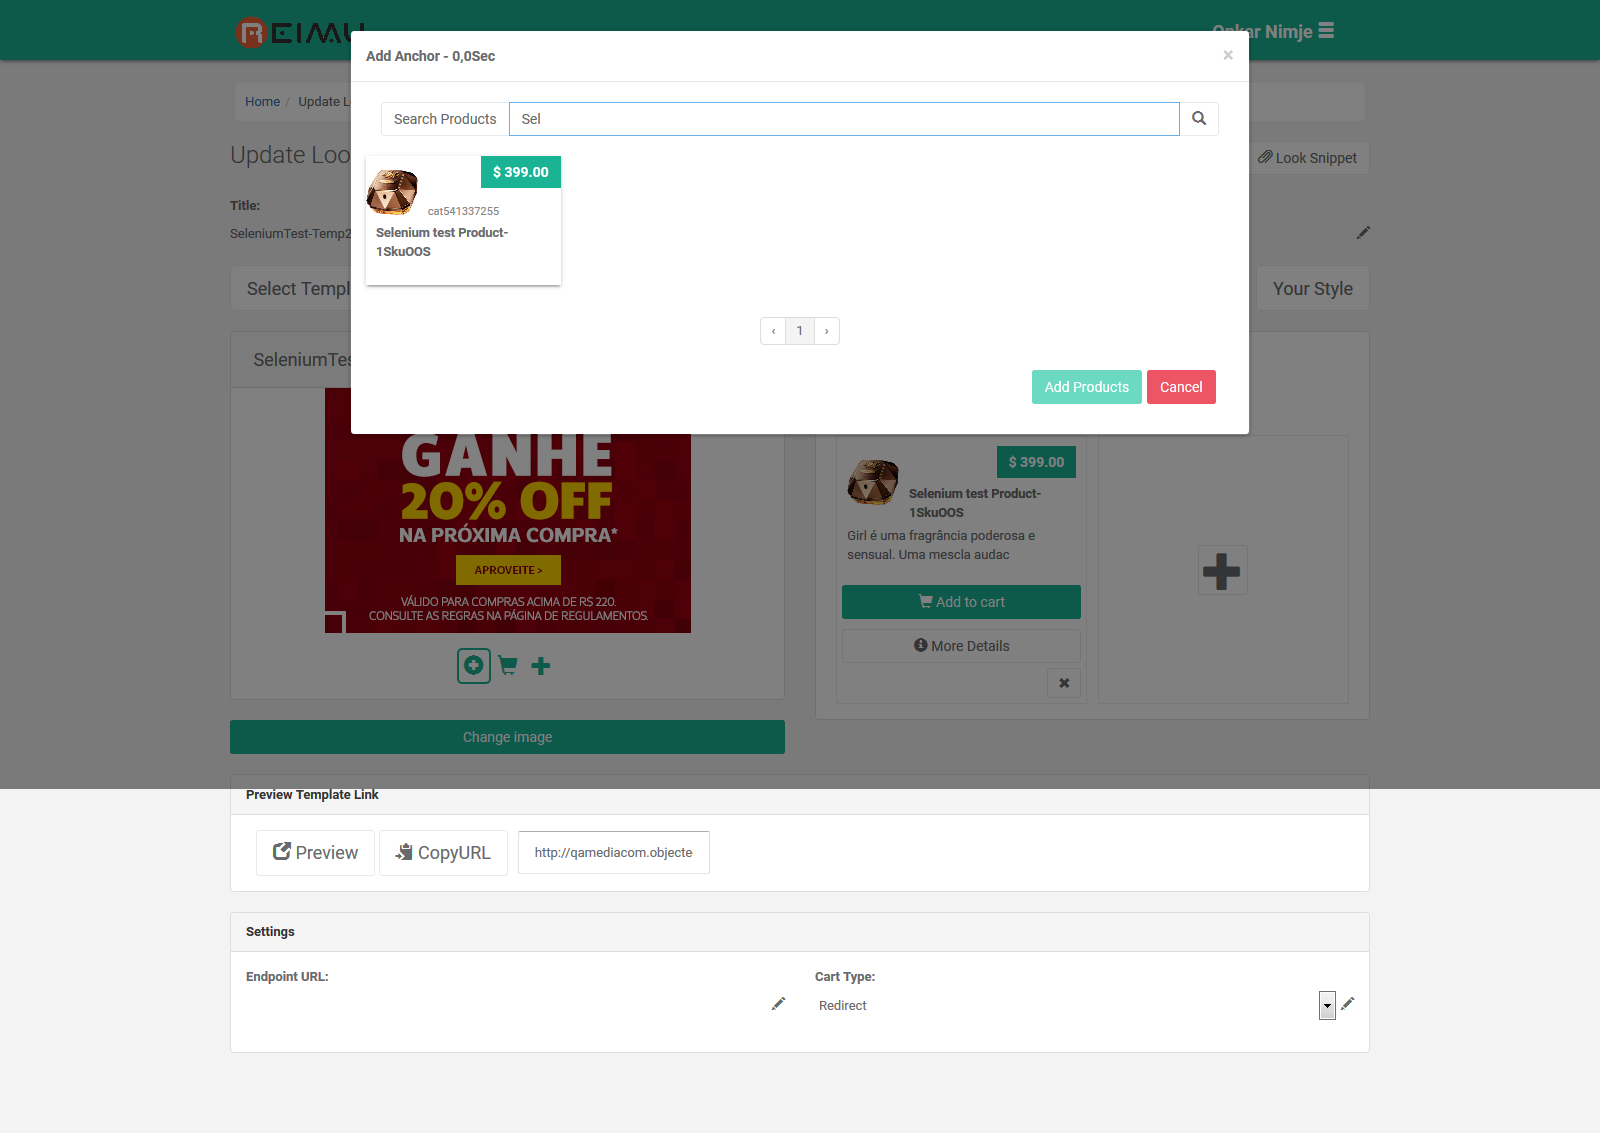 REIMU
Onkar Nimje
Add Anchor - 0,0Sec
×
Home / Update L
Search Products
Sel
Update Loo
Look Snippet
$ 399.00
cat541337255
Selenium test Product-
1SkuOOS
Title:
SeleniumTest-Temp2
Select Templ
Your Style
‹ 1 ›
SeleniumTes
Add Products
Cancel
GANHE
20% OFF
NA PRÓXIMA COMPRA*
APROVEITE >
VÁLIDO PARA COMPRAS ACIMA DE R$ 220.
CONSULTE AS REGRAS NA PÁGINA DE REGULAMENTOS.
$ 399.00
Selenium test Product-
1SkuOOS
Girl é uma fragrância poderosa e
sensual. Uma mescla audac
Add to cart
More Details
Change image
Preview Template Link
Preview
CopyURL
http://qamediacom.objecte
Settings
Endpoint URL:
Cart Type:
Redirect